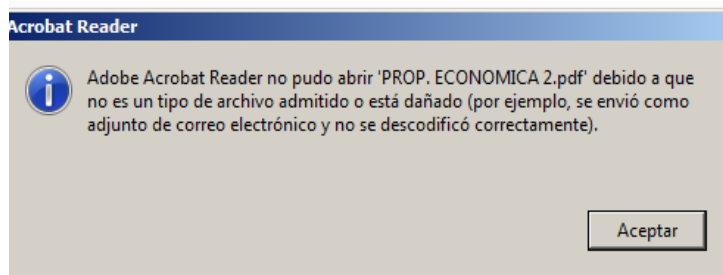 Acrobat Reader
Adobe Acrobat Reader no pudo abrir 'PROP. ECONOMICA 2.pdf' debido a que
no es un tipo de archivo admitido o está dañado (por ejemplo, se envió como
adjunto de correo electrónico y no se descodificó correctamente).
Aceptar